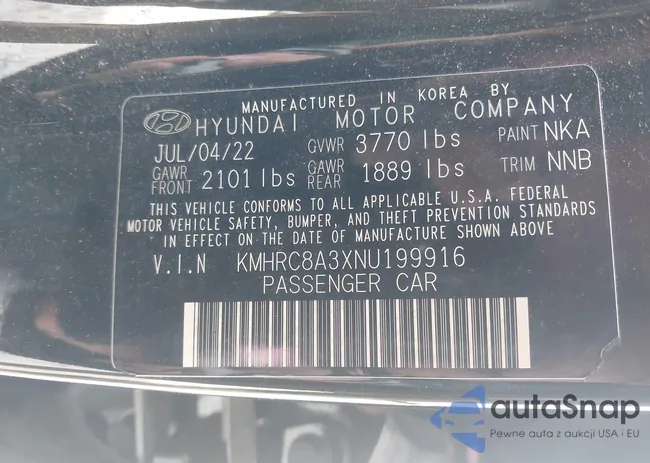 MANUFACTURED IN KOREA BY
HYUNDAI MOTOR COMPANY
JUL/04/22 GVWR 3770 lbs PAINT NKA
GAWR FRONT 2101 lbs GAWR REAR 1889 lbs TRIM NNB
THIS VEHICLE CONFORMS TO ALL APPLICABLE U.S.A. FEDERAL
MOTOR VEHICLE SAFETY, BUMPER, AND THEFT PREVENTION STANDARDS
IN EFFECT ON THE DATE OF MANUFACTURE SHOWN ABOVE
V.I.N KMHRC8A3XNU199916
PASSENGER CAR
autaSnap
Pewne auta z aukcji USA i EU